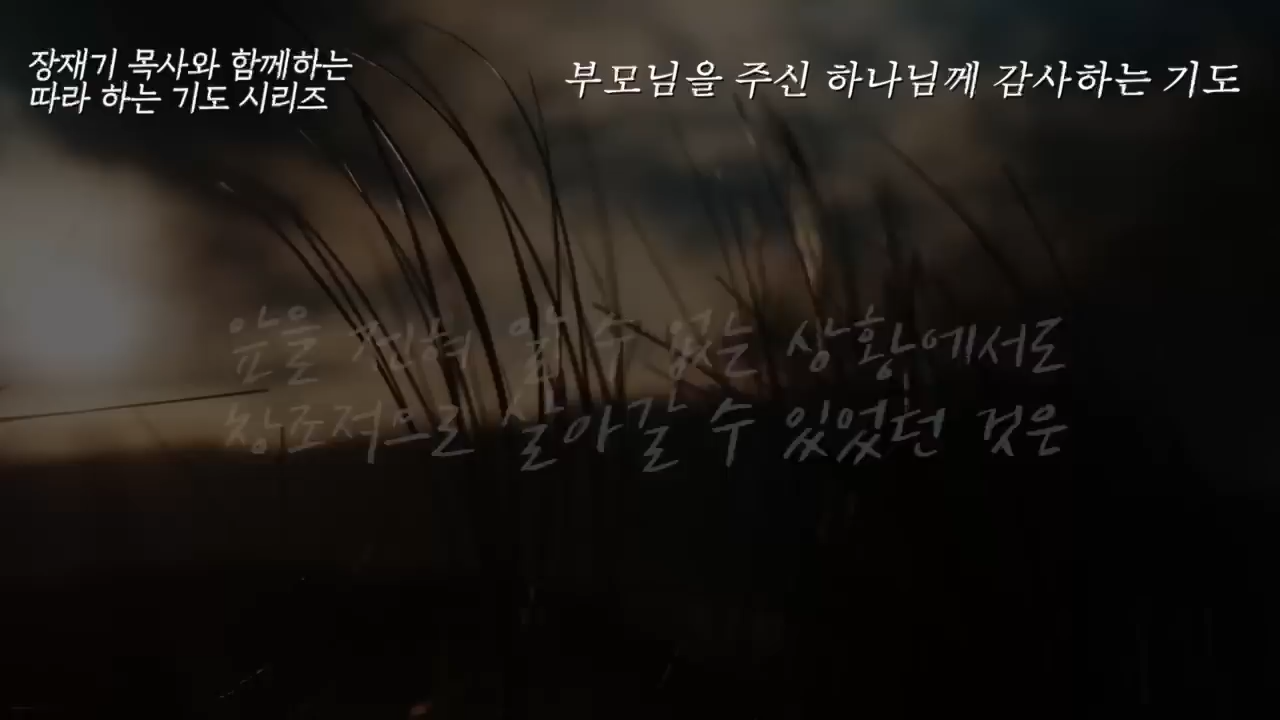 장재기 목사와 함께하는
따라 하는 기도 시리즈
부모님을 주신 하나님께 감사하는 기도
앞을 전혀 알 수 없는 상황에서도
창조적으로 살아갈 수 있었던 것은